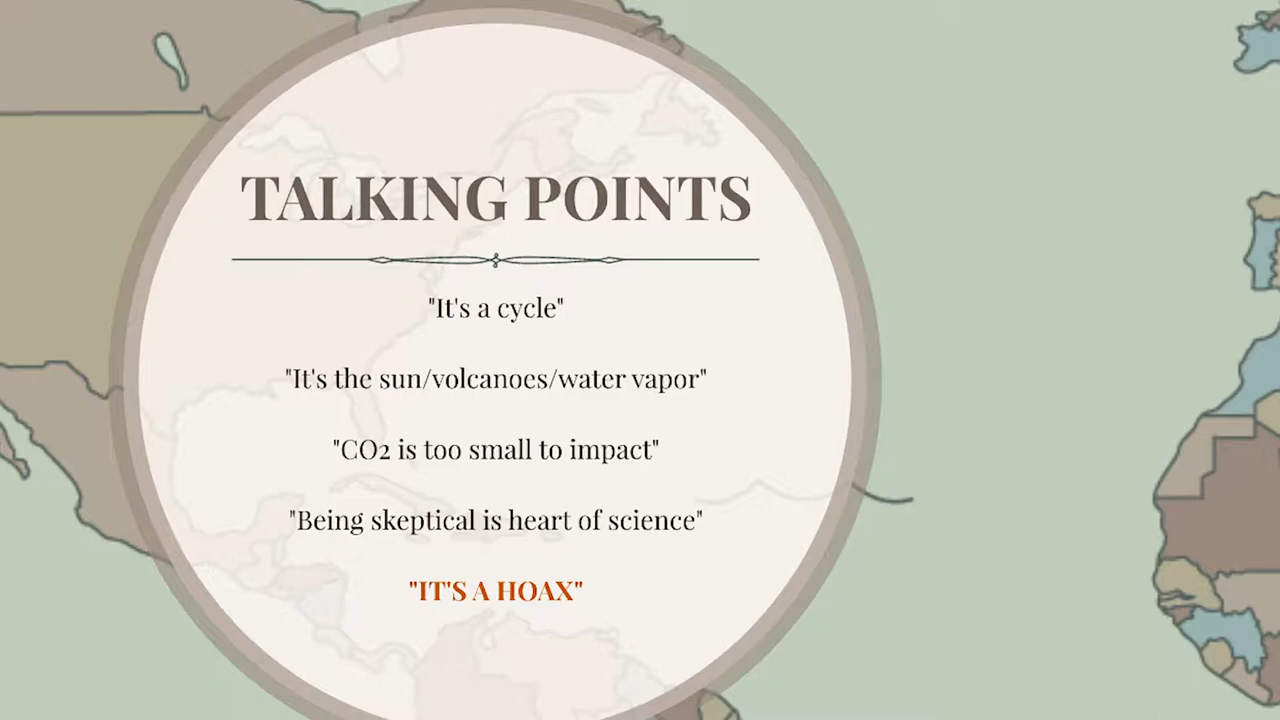 TALKING POINTS
"It's a cycle"
"It's the sun/volcanoes/water vapor"
"CO2 is too small to impact"
"Being skeptical is heart of science"
"IT'S A HOAX"